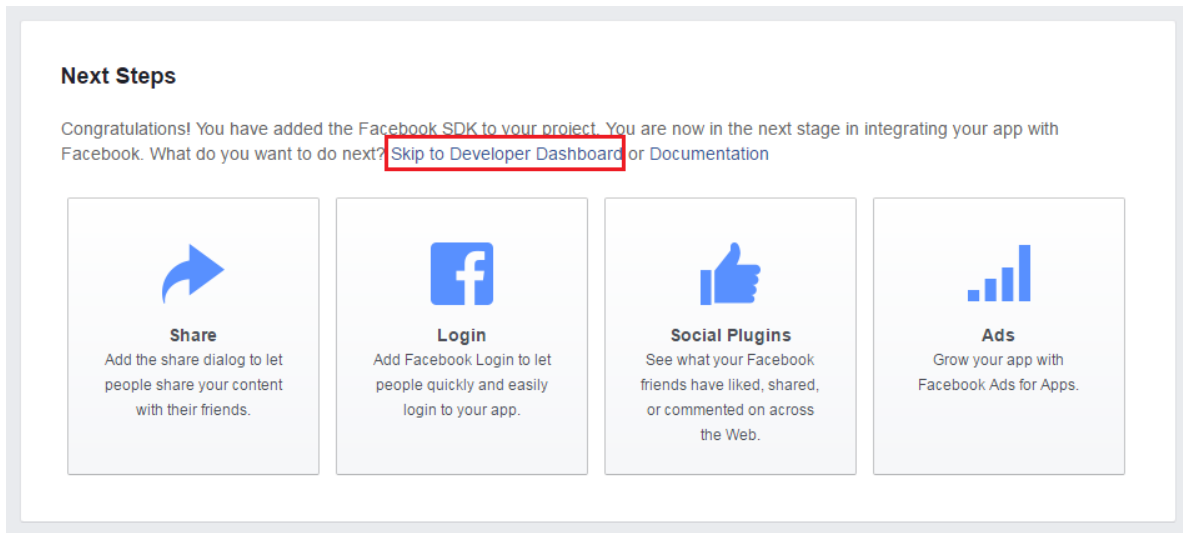 Next Steps
Congratulations! You have added the Facebook SDK to your project. You are now in the next stage in integrating your app with
Facebook. What do you want to do next? Skip to Developer Dashboard or Documentation
Share
Add the share dialog to let
people share your content
with their friends.
Login
Add Facebook Login to let
people quickly and easily
login to your app.
Social Plugins
See what your Facebook
friends have liked, shared,
or commented on across
the Web.
Ads
Grow your app with
Facebook Ads for Apps.